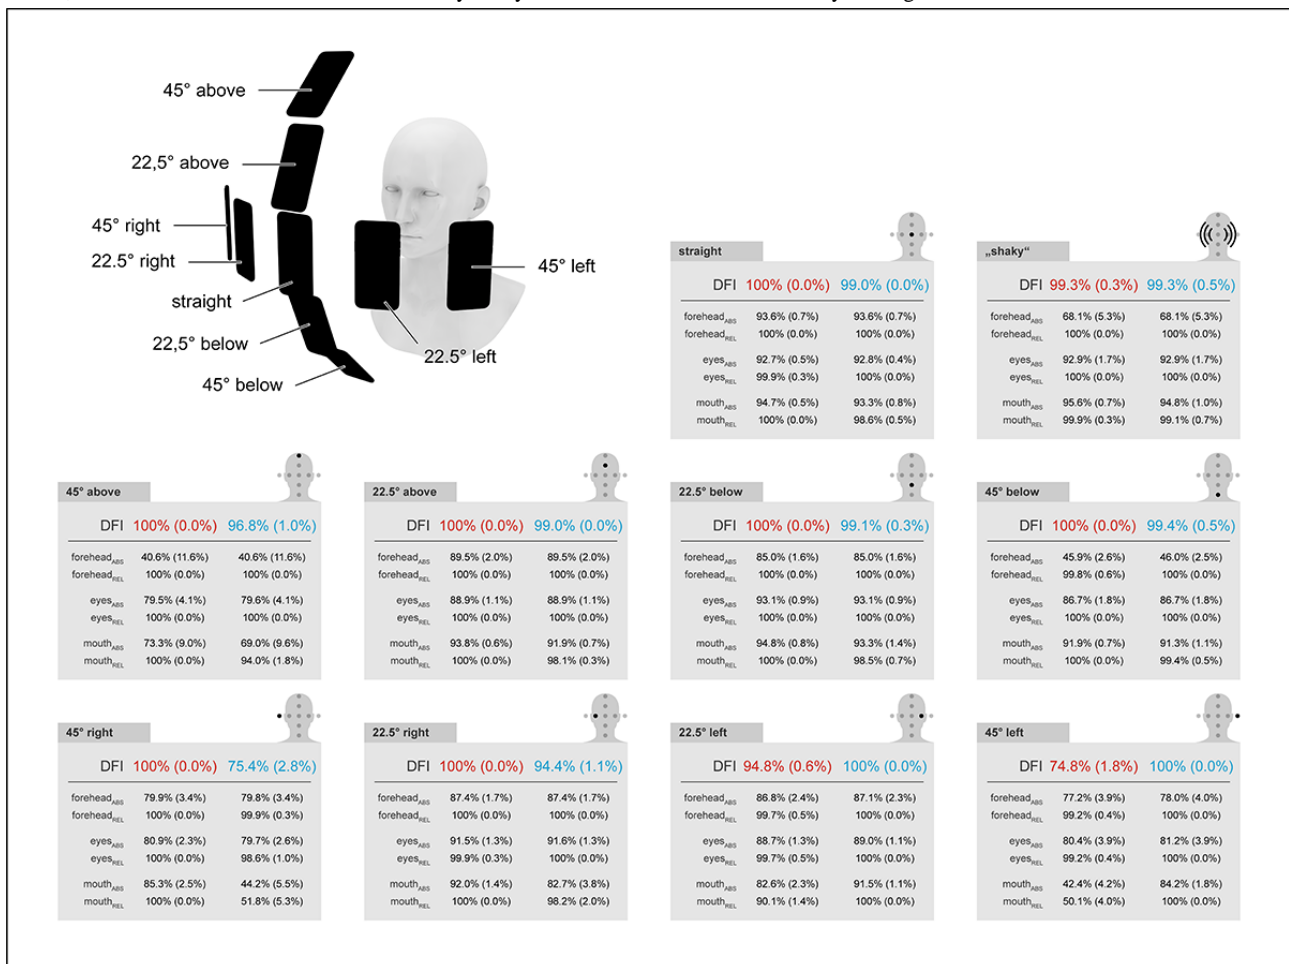 45° above
22,5° above
45° right
22.5° right
straight
22,5° below
45° below
45° left
22.5° left
straight
DFI 100% (0.0%) 99.0% (0.0%)
foreheadABS 93.6% (0.7%) 93.6% (0.7%)
foreheadREL 100% (0.0%) 100% (0.0%)
eyesABS 92.7% (0.5%) 92.8% (0.4%)
eyesREL 99.9% (0.3%) 100% (0.0%)
mouthABS 94.7% (0.5%) 93.3% (0.8%)
mouthREL 100% (0.0%) 98.6% (0.5%)
„shaky“
DFI 99.3% (0.3%) 99.3% (0.5%)
foreheadABS 68.1% (5.3%) 68.1% (5.3%)
foreheadREL 100% (0.0%) 100% (0.0%)
eyesABS 92.9% (1.7%) 92.9% (1.7%)
eyesREL 100% (0.0%) 100% (0.0%)
mouthABS 95.6% (0.7%) 94.8% (1.0%)
mouthREL 99.9% (0.3%) 99.1% (0.7%)
45° above
DFI 100% (0.0%) 96.8% (1.0%)
foreheadABS 40.6% (11.6%) 40.6% (11.6%)
foreheadREL 100% (0.0%) 100% (0.0%)
eyesABS 79.5% (4.1%) 79.6% (4.1%)
eyesREL 100% (0.0%) 100% (0.0%)
mouthABS 73.3% (9.0%) 69.0% (9.6%)
mouthREL 100% (0.0%) 94.0% (1.8%)
22.5° above
DFI 100% (0.0%) 99.0% (0.0%)
foreheadABS 89.5% (2.0%) 89.5% (2.0%)
foreheadREL 100% (0.0%) 100% (0.0%)
eyesABS 88.9% (1.1%) 88.9% (1.1%)
eyesREL 100% (0.0%) 100% (0.0%)
mouthABS 93.8% (0.6%) 91.9% (0.7%)
mouthREL 100% (0.0%) 98.1% (0.3%)
22.5° below
DFI 100% (0.0%) 99.1% (0.3%)
foreheadABS 85.0% (1.6%) 85.0% (1.6%)
foreheadREL 100% (0.0%) 100% (0.0%)
eyesABS 93.1% (0.9%) 93.1% (0.9%)
eyesREL 100% (0.0%) 100% (0.0%)
mouthABS 94.8% (0.8%) 93.3% (1.4%)
mouthREL 100% (0.0%) 98.5% (0.7%)
45° below
DFI 100% (0.0%) 99.4% (0.5%)
foreheadABS 45.9% (2.6%) 46.0% (2.5%)
foreheadREL 99.8% (0.6%) 100% (0.0%)
eyesABS 86.7% (1.8%) 86.7% (1.8%)
eyesREL 100% (0.0%) 100% (0.0%)
mouthABS 91.9% (0.7%) 91.3% (1.1%)
mouthREL 100% (0.0%) 99.4% (0.5%)
45° right
DFI 100% (0.0%) 75.4% (2.8%)
foreheadABS 79.9% (3.4%) 79.8% (3.4%)
foreheadREL 100% (0.0%) 99.9% (0.3%)
eyesABS 80.9% (2.3%) 79.7% (2.6%)
eyesREL 100% (0.0%) 98.6% (1.0%)
mouthABS 85.3% (2.5%) 44.2% (5.5%)
mouthREL 100% (0.0%) 51.8% (5.3%)
22.5° right
DFI 100% (0.0%) 94.4% (1.1%)
foreheadABS 87.4% (1.7%) 87.4% (1.7%)
foreheadREL 100% (0.0%) 100% (0.0%)
eyesABS 91.5% (1.3%) 91.6% (1.3%)
eyesREL 99.9% (0.3%) 100% (0.0%)
mouthABS 92.0% (1.4%) 82.7% (3.8%)
mouthREL 100% (0.0%) 98.2% (2.0%)
22.5° left
DFI 94.8% (0.6%) 100% (0.0%)
foreheadABS 86.8% (2.4%) 87.1% (2.3%)
foreheadREL 99.7% (0.5%) 100% (0.0%)
eyesABS 88.7% (1.3%) 89.0% (1.1%)
eyesREL 99.7% (0.5%) 100% (0.0%)
mouthABS 82.6% (2.3%) 91.5% (1.1%)
mouthREL 90.1% (1.4%) 100% (0.0%)
45° left
DFI 74.8% (1.8%) 100% (0.0%)
foreheadABS 77.2% (3.9%) 78.0% (4.0%)
foreheadREL 99.2% (0.4%) 100% (0.0%)
eyesABS 80.4% (3.9%) 81.2% (3.9%)
eyesREL 99.2% (0.4%) 100% (0.0%)
mouthABS 42.4% (4.2%) 84.2% (1.8%)
mouthREL 50.1% (4.0%) 100% (0.0%)